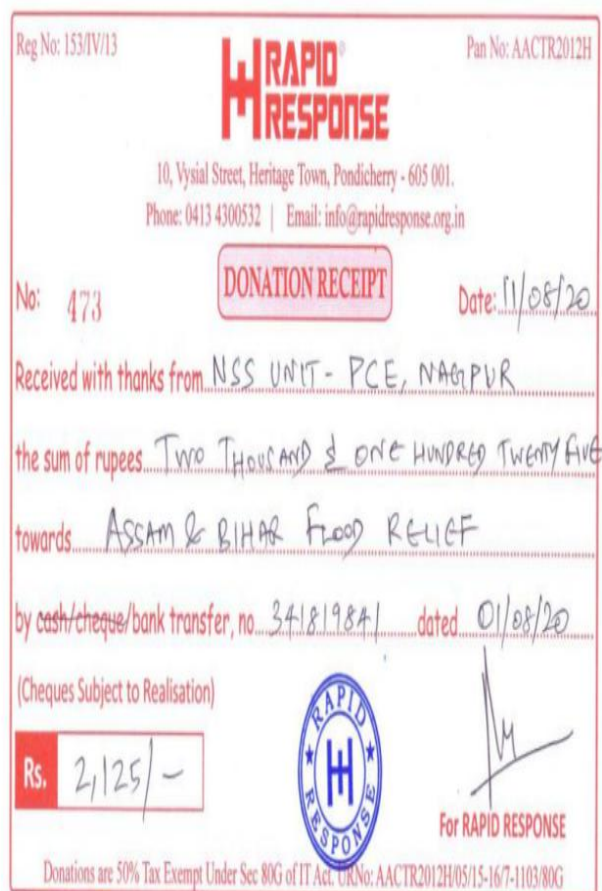 Reg No: 153/IV/13 Pan No: AACTR2012H
RAPID®
RESPONSE
10, Vysial Street, Heritage Town, Pondicherry - 605 001.
Phone: 0413 4300532 | Email: info@rapidresponse.org.in
DONATION RECEIPT
No: 473 Date: 11/08/20
Received with thanks from NSS UNIT - PCE, NAGPUR
the sum of rupees TWO THOUSAND & ONE HUNDRED TWENTY FIVE
towards ASSAM & BIHAR FLOOD RELIEF
by cash/cheque/bank transfer, no 341819841 dated 01/08/20
(Cheques Subject to Realisation)
RAPID
RESPONSE
Rs. 2,125/-
For RAPID RESPONSE
Donations are 50% Tax Exempt Under Sec 80G of IT Act. URNo: AACTR2012H/05/15-16/7-1103/80G